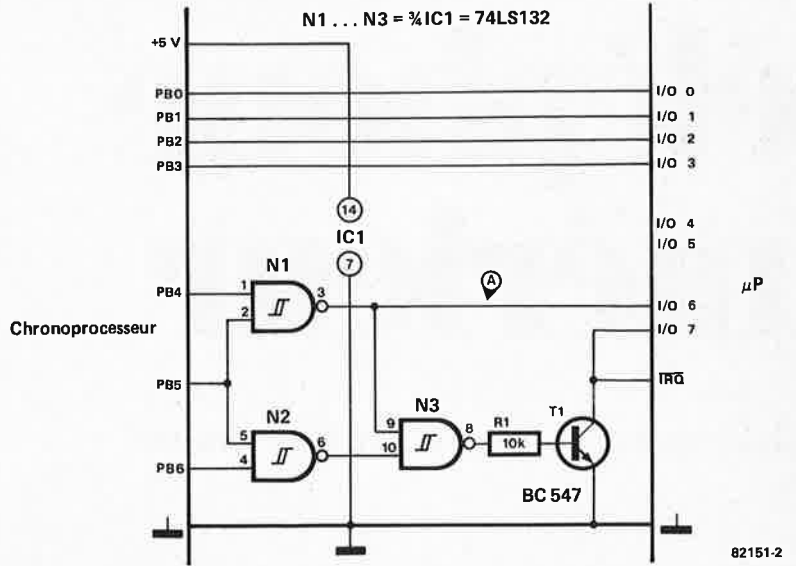 N1 . . . N3 = ¾ IC1 = 74LS132
+5 V
PB0
I/O 0
PB1
I/O 1
PB2
I/O 2
PB3
I/O 3
14
I/O 4
IC1
I/O 5
7
N1
A
µP
PB4
1
3
I/O 6
2
Chronoprocesseur
I/O 7
PB5
IRQ
N2
N3
R1
T1
5
6
9
8
10k
4
10
PB6
BC 547
82151-2